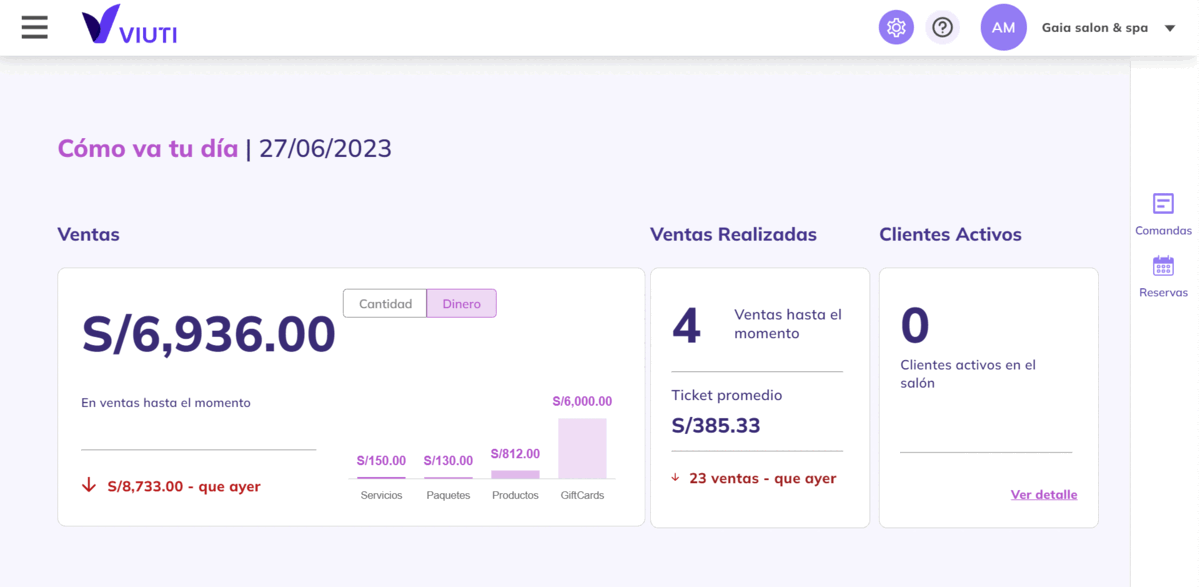 VIUTI
AM
Gaia salon & spa
Cómo va tu día | 27/06/2023
Comandas
Reservas
Ventas
Cantidad
Dinero
S/6,936.00
En ventas hasta el momento
S/8,733.00 - que ayer
S/150.00
S/130.00
S/812.00
S/6,000.00
Servicios
Paquetes
Productos
GiftCards
Ventas Realizadas
4
Ventas hasta el
momento
Ticket promedio
S/385.33
23 ventas - que ayer
Clientes Activos
0
Clientes activos en el
salón
Ver detalle